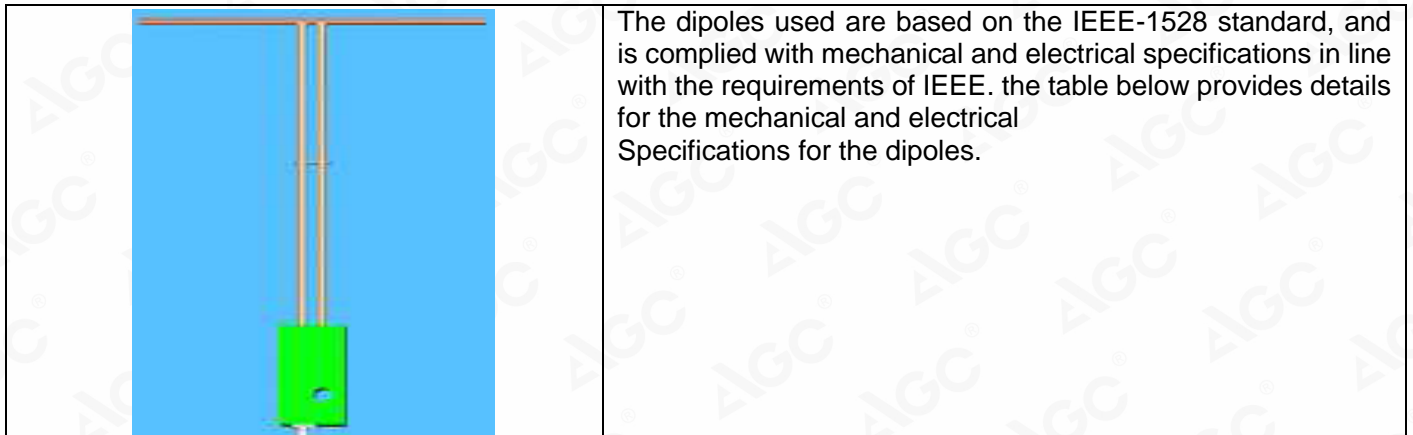 The dipoles used are based on the IEEE-1528 standard, and
is complied with mechanical and electrical specifications in line
with the requirements of IEEE. the table below provides details
for the mechanical and electrical
Specifications for the dipoles.